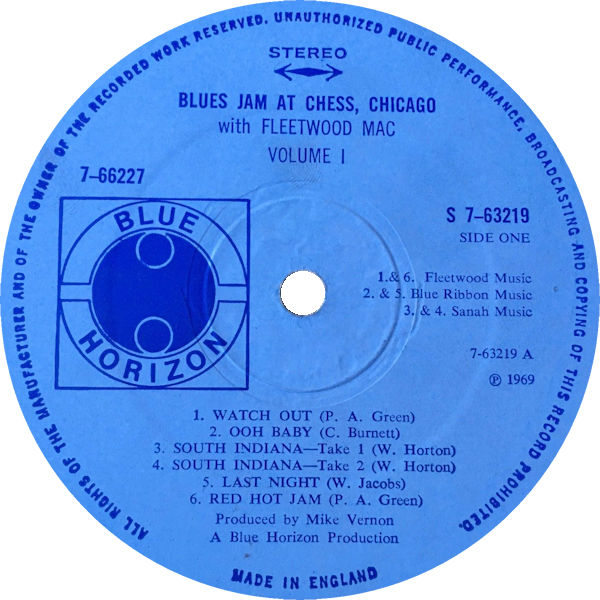 ALL RIGHTS OF THE MANUFACTURER AND OF THE OWNER OF THE RECORDED WORK RESERVED. UNAUTHORIZED PUBLIC PERFORMANCE, BROADCASTING AND COPYING OF THIS RECORD PROHIBITED.
STEREO
BLUES JAM AT CHESS, CHICAGO
with FLEETWOOD MAC
VOLUME I
7–66227
BLUE
HORIZON
S 7–63219
SIDE ONE
1.& 6. Fleetwood Music
2. & 5. Blue Ribbon Music
3. & 4. Sanah Music
7-63219 A
℗ 1969
1. WATCH OUT (P. A. Green)
2. OOH BABY (C. Burnett)
3. SOUTH INDIANA—Take 1 (W. Horton)
4. SOUTH INDIANA—Take 2 (W. Horton)
5. LAST NIGHT (W. Jacobs)
6. RED HOT JAM (P. A. Green)
Produced by Mike Vernon
A Blue Horizon Production
MADE IN ENGLAND